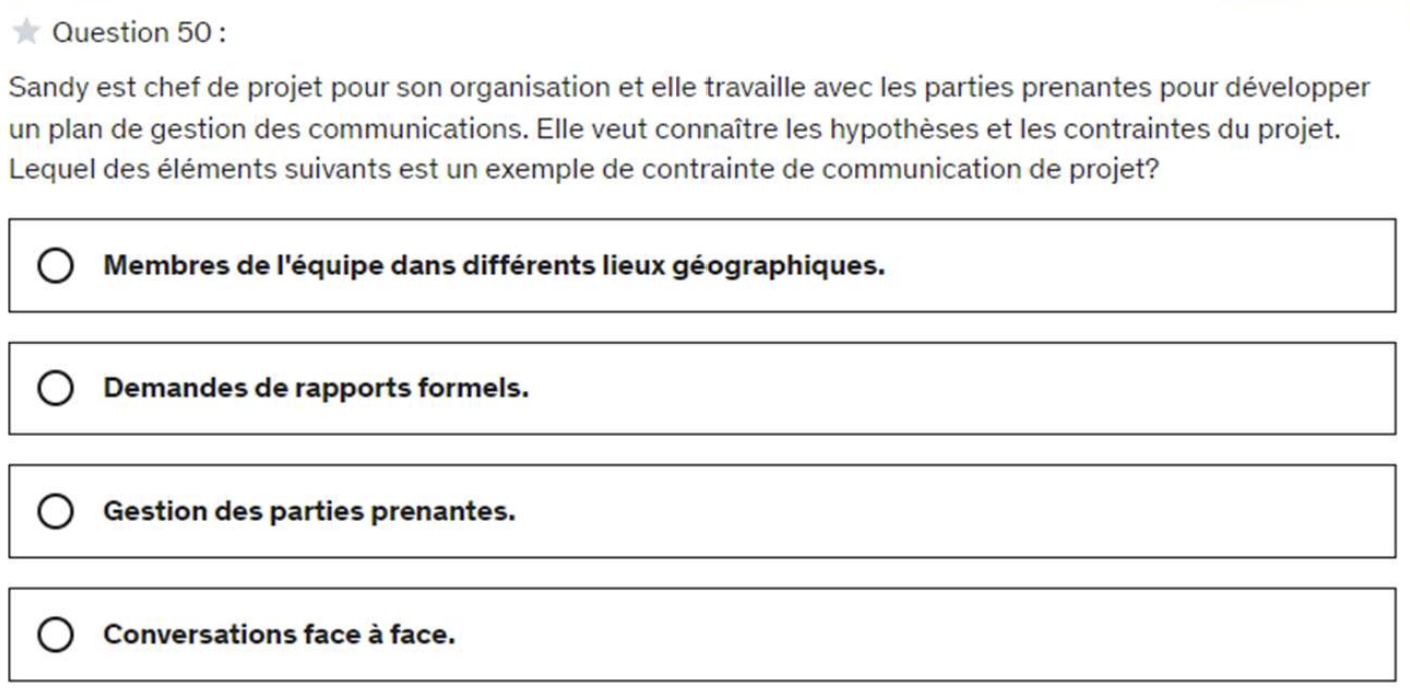 Question 50 :
Sandy est chef de projet pour son organisation et elle travaille avec les parties prenantes pour développer
un plan de gestion des communications. Elle veut connaître les hypothèses et les contraintes du projet.
Lequel des éléments suivants est un exemple de contrainte de communication de projet?
Membres de l'équipe dans différents lieux géographiques.
Demandes de rapports formels.
Gestion des parties prenantes.
Conversations face à face.